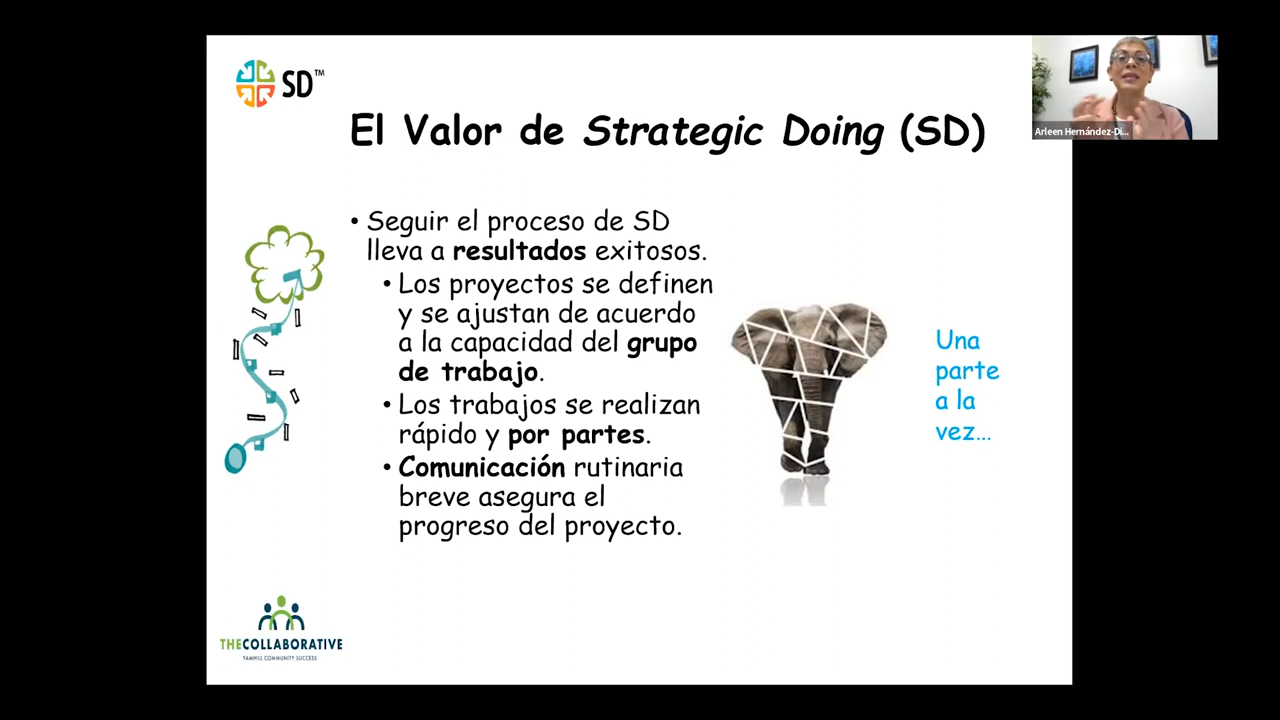 SD™
El Valor de Strategic Doing (SD)
Arleen Hernández-Di...
• Seguir el proceso de SD
lleva a resultados exitosos.
• Los proyectos se definen
y se ajustan de acuerdo
a la capacidad del grupo
de trabajo.
• Los trabajos se realizan
rápido y por partes.
• Comunicación rutinaria
breve asegura el
progreso del proyecto.
Una
parte
a la
vez...
THECOLLABORATIVE
YAMHILL COMMUNITY SUCCESS